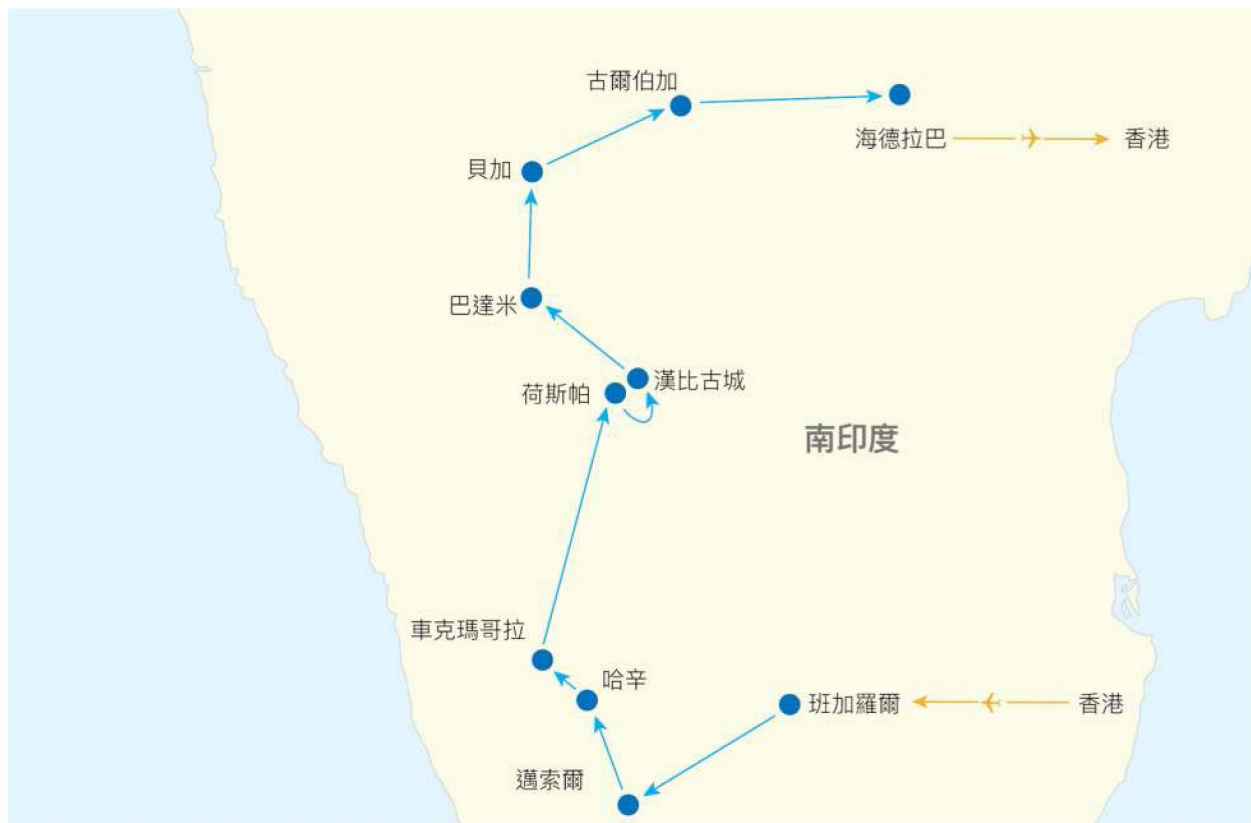 古爾伯加
海德拉巴
香港
貝加
巴達米
漢比古城
荷斯帕
南印度
車克瑪哥拉
哈辛
班加羅爾
香港
邁索爾